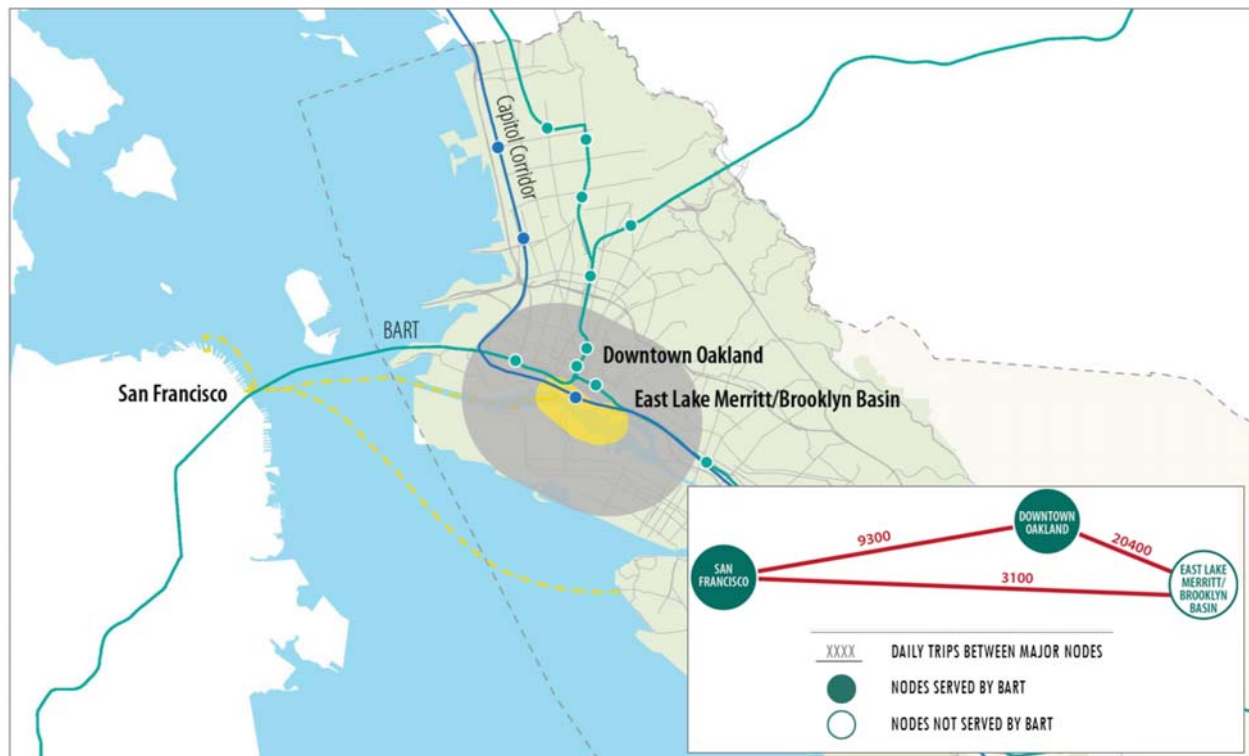 Capitol Corridor
BART
Downtown Oakland
San Francisco
East Lake Merritt/Brooklyn Basin
DOWNTOWN
OAKLAND
9300
20400
SAN
FRANCISCO
3100
EAST LAKE
MERRITT/
BROOKLYN
BASIN
XXXX DAILY TRIPS BETWEEN MAJOR NODES
NODES SERVED BY BART
NODES NOT SERVED BY BART